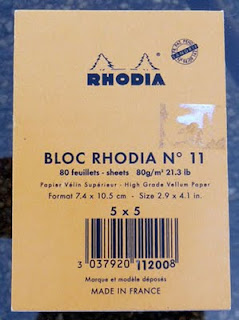 RHODIA
BLOC RHODIA N° 11
80 feuillets - sheets 80g/m² 21.3 lb
Papier Vélin Supérieur - High Grade Vellum Paper
Format 7.4 x 10.5 cm - Size 2.9 x 4.1 in.
5 x 5
3 037920 112008
Marque et modèle déposés
MADE IN FRANCE